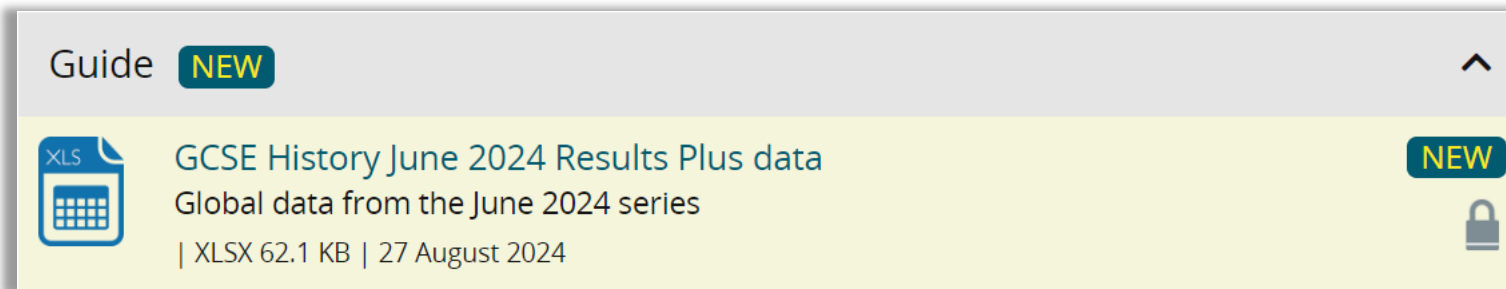 Guide NEW
XLS
GCSE History June 2024 Results Plus data NEW
Global data from the June 2024 series
| XLSX 62.1 KB | 27 August 2024